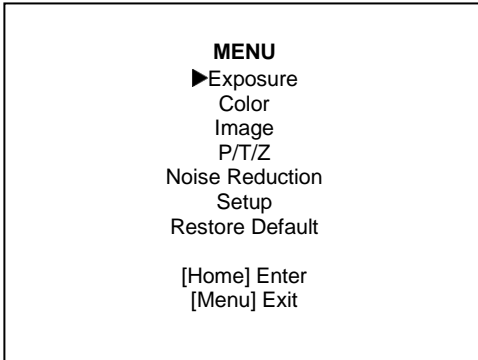 MENU
▶Exposure
Color
Image
P/T/Z
Noise Reduction
Setup
Restore Default
[Home] Enter
[Menu] Exit